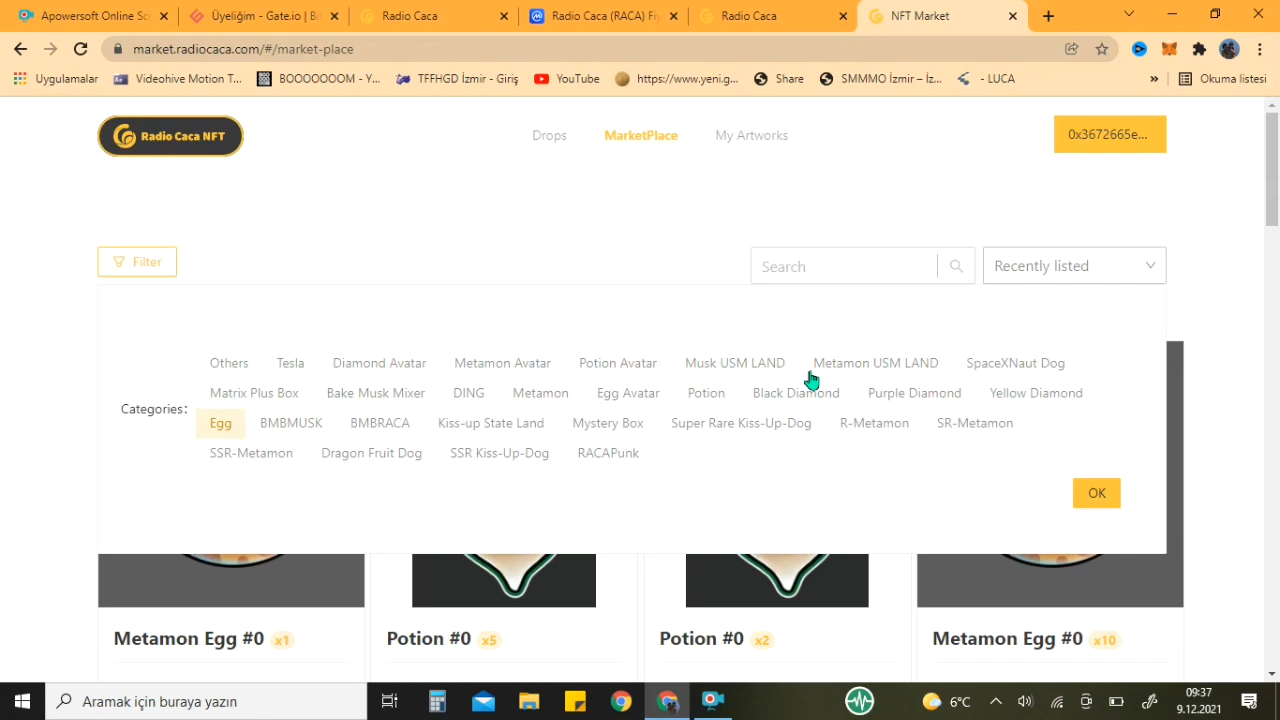 Apowersoft Online Sc
Üyeliğim - Gate.io | Bi
Radio Caca
Radio Caca (RACA) Fiy
Radio Caca
NFT Market
market.radiocaca.com/#/market-place
Uygulamalar
Videohive Motion T...
BOOOOOOOM - Y...
TFFHGD İzmir - Giriş
YouTube
https://www.yeni.g...
Share
SMMMO İzmir – İz...
- LUCA
»
Okuma listesi
Radio Caca NFT
Drops
MarketPlace
My Artworks
0x3672665e...
Filter
Search
Recently listed
Others Tesla Diamond Avatar Metamon Avatar Potion Avatar Musk USM LAND Metamon USM LAND SpaceXNaut Dog
Matrix Plus Box Bake Musk Mixer DING Metamon Egg Avatar Potion Black Diamond Purple Diamond Yellow Diamond
Categories:
Egg BMBMUSK BMBRACA Kiss-up State Land Mystery Box Super Rare Kiss-Up-Dog R-Metamon SR-Metamon
SSR-Metamon Dragon Fruit Dog SSR Kiss-Up-Dog RACAPunk
OK
Metamon Egg #0 x1
Potion #0 x5
Potion #0 x2
Metamon Egg #0 x10
Aramak için buraya yazın
6°C
09:37
9.12.2021